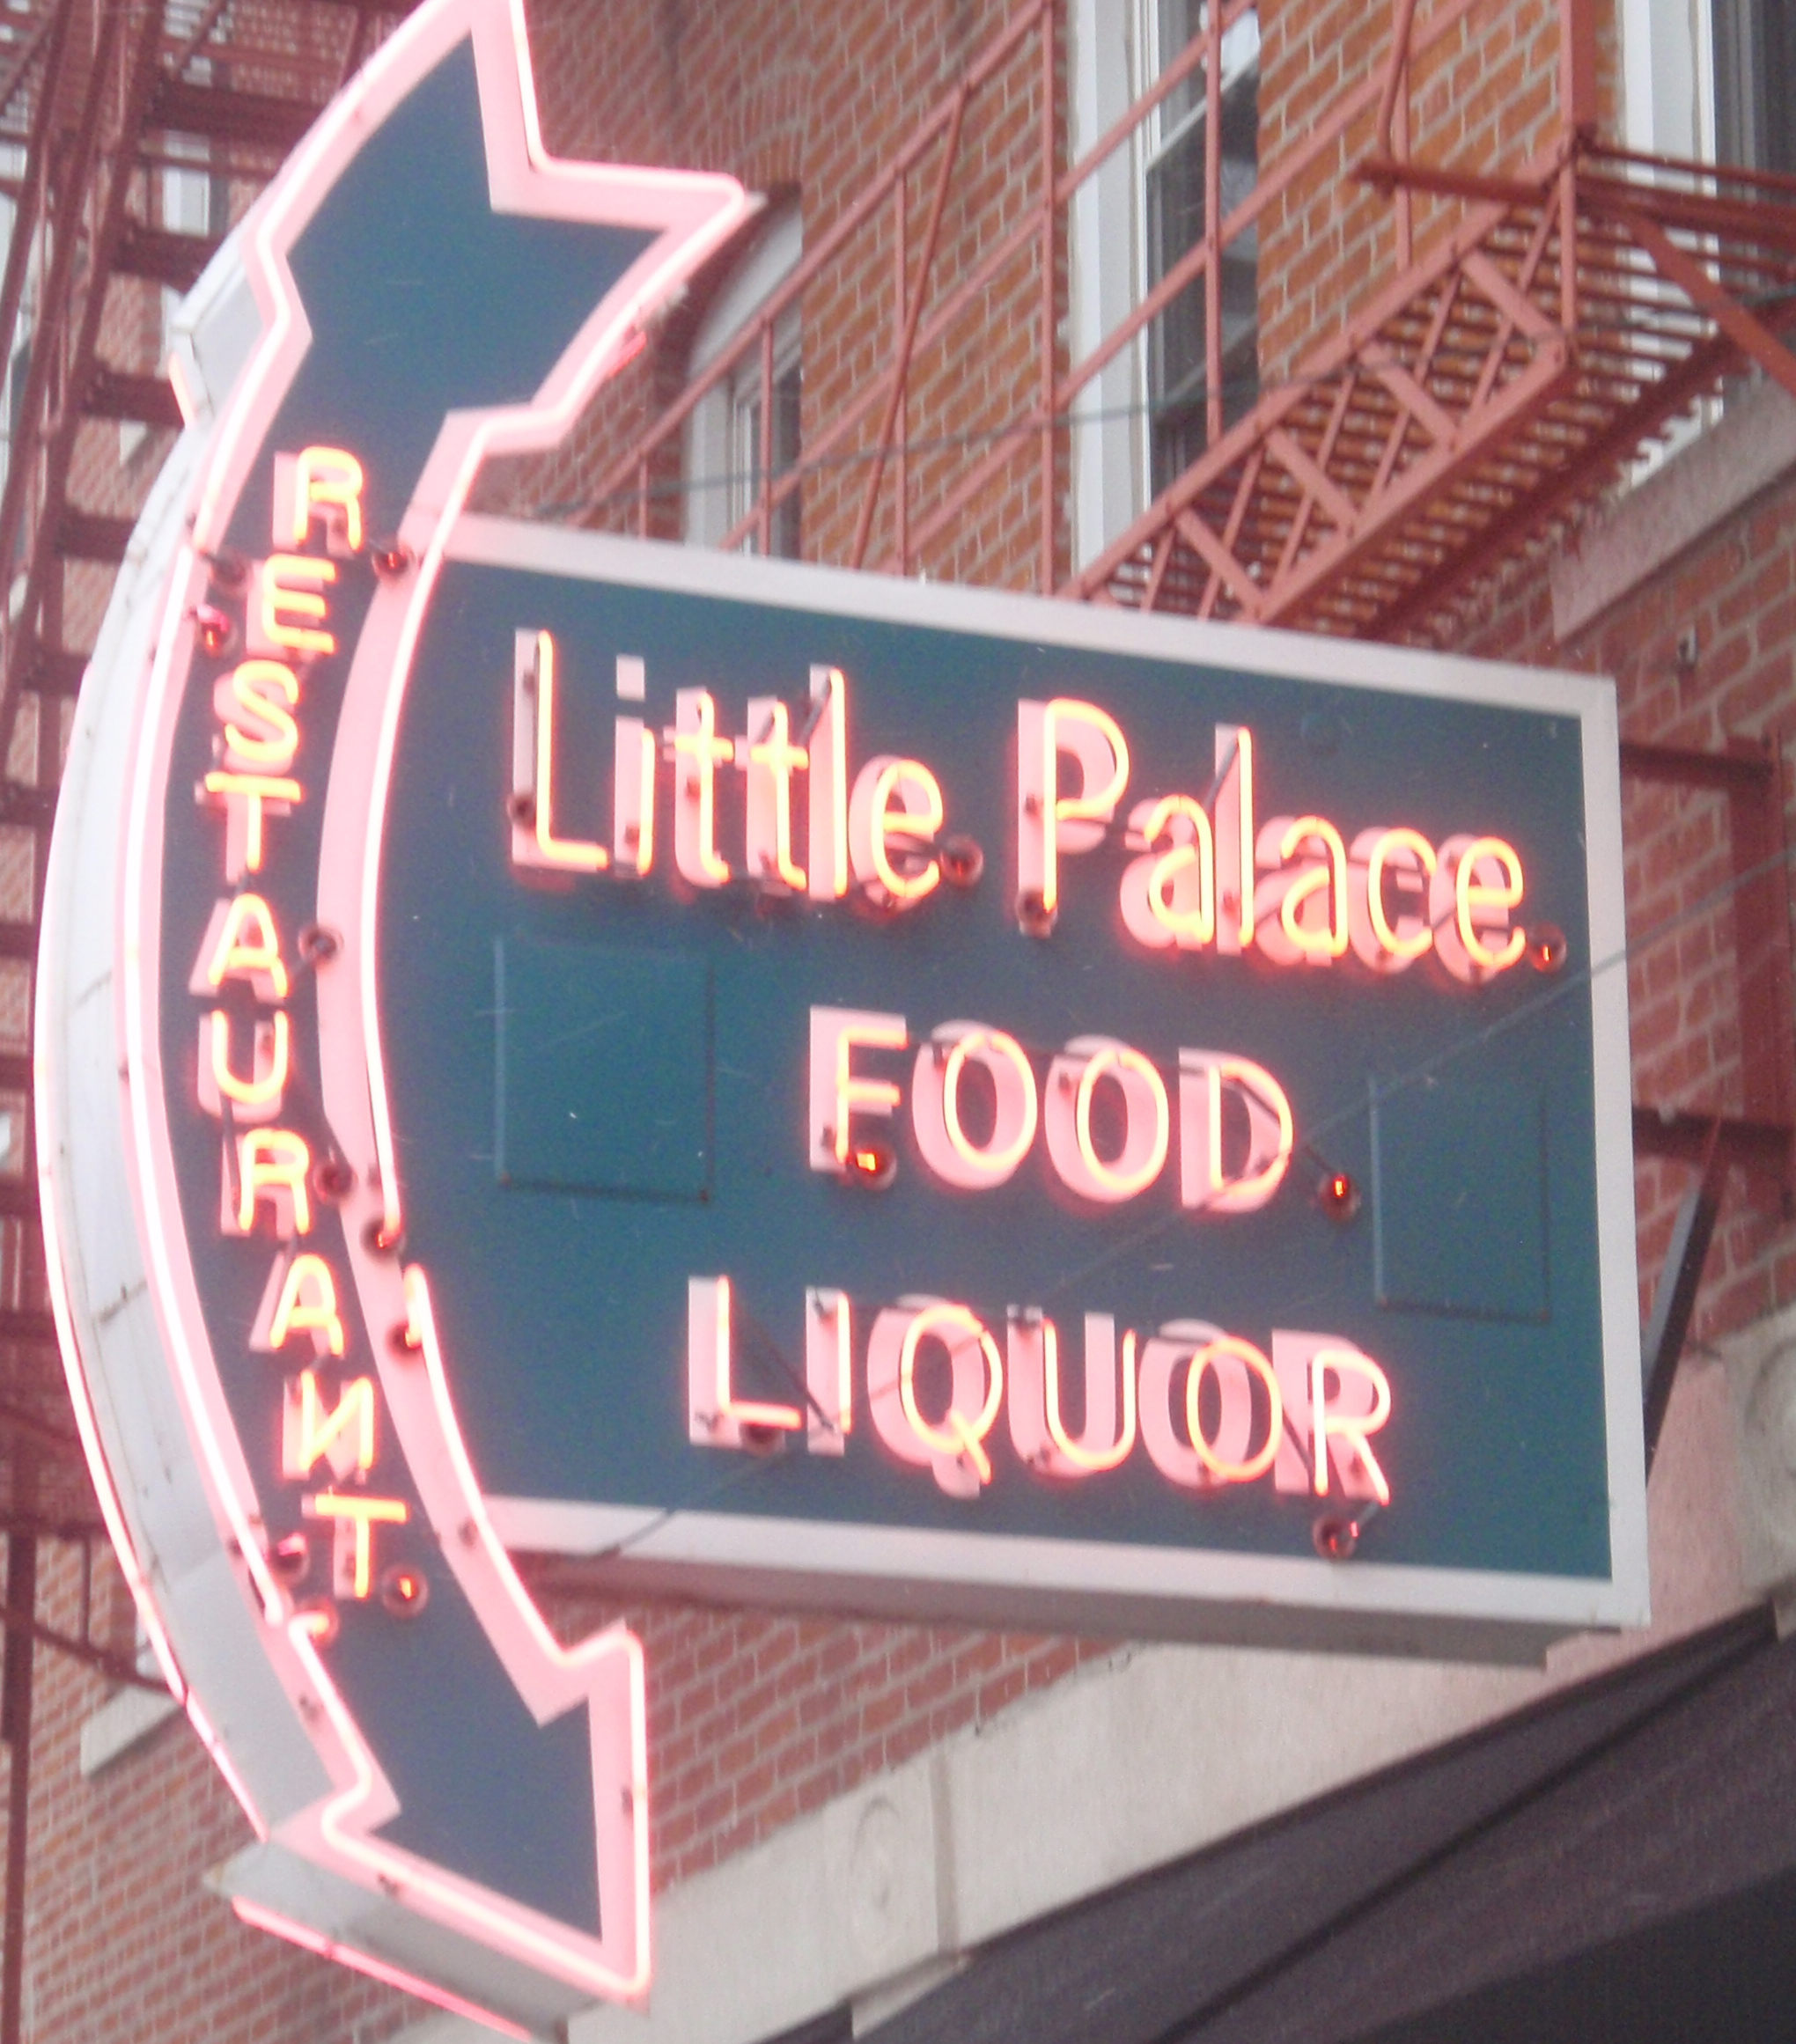 RESTAURANT
Little Palace
FOOD
LIQUOR